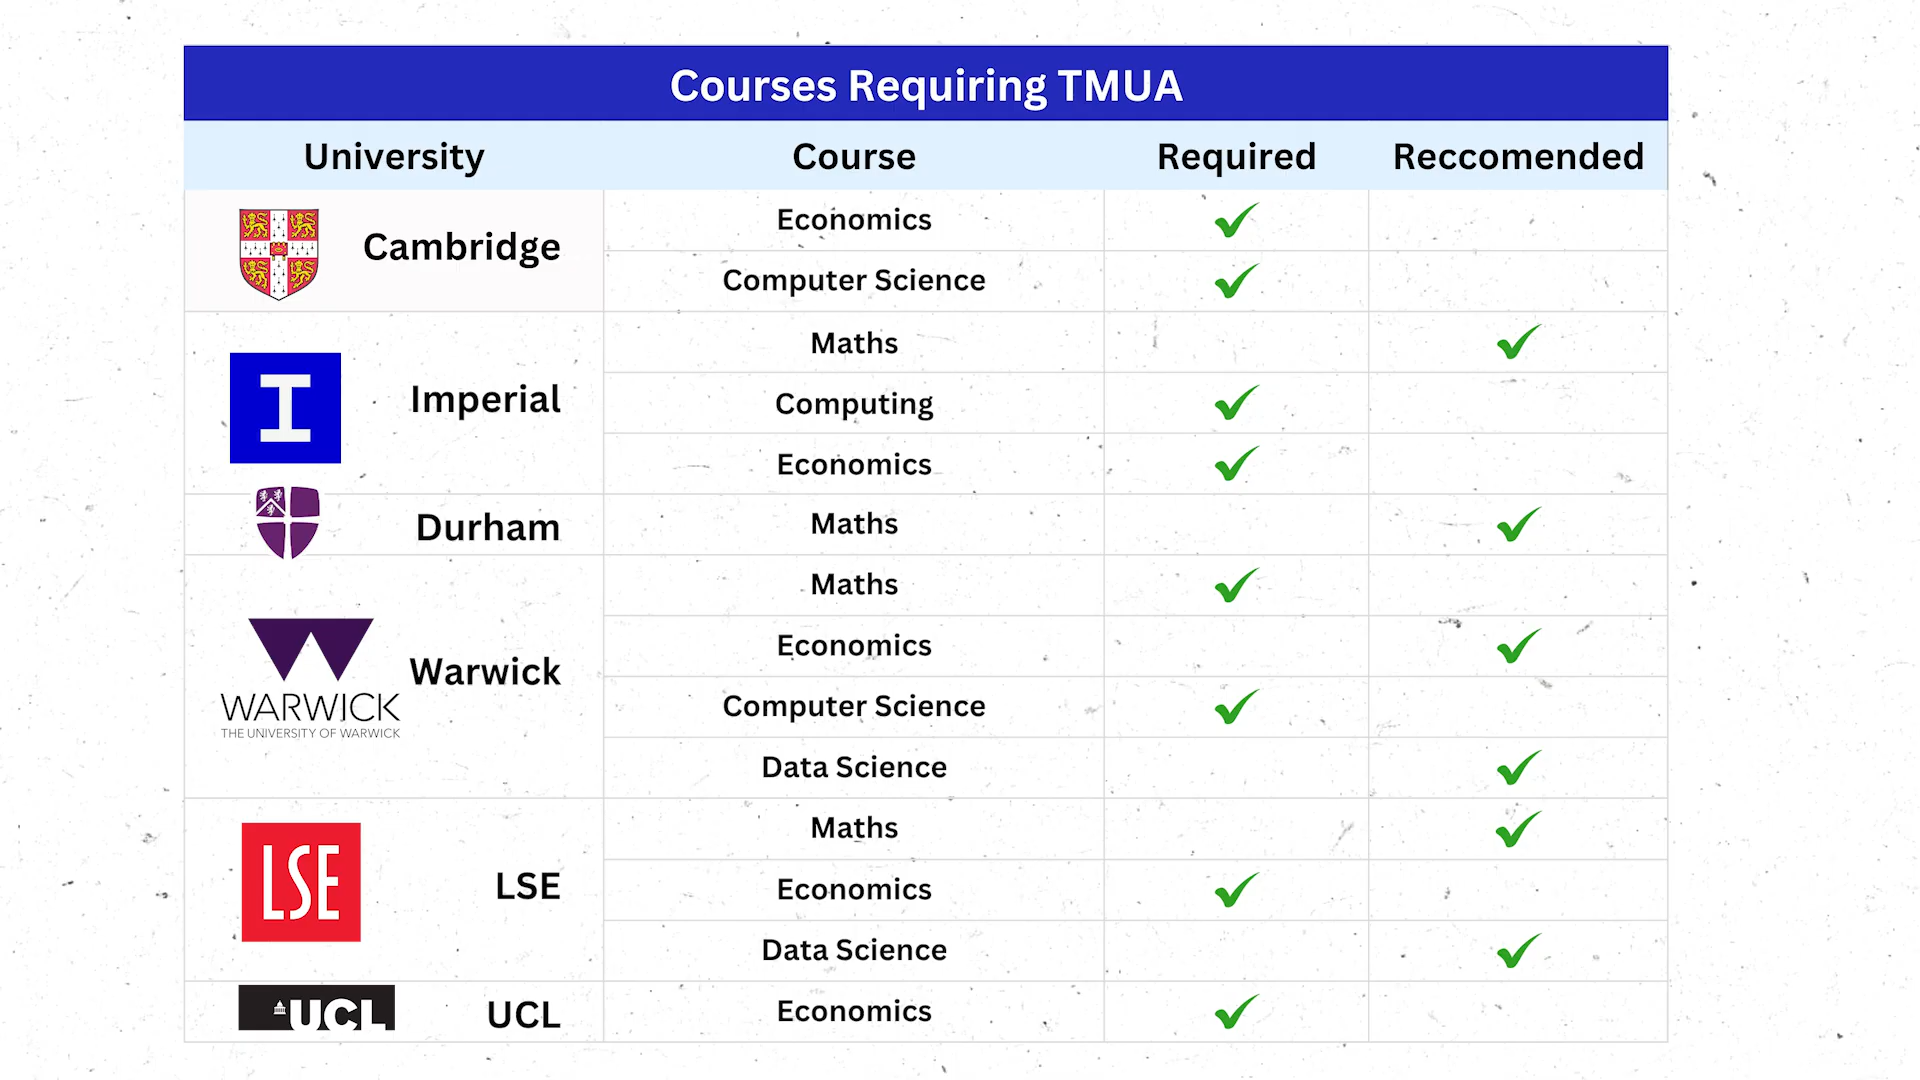 Courses Requiring TMUA
University Course Required Reccomended
Cambridge
Economics
Computer Science
I
Imperial
Maths
Computing
Economics
Durham
Maths
WARWICK
THE UNIVERSITY OF WARWICK
Warwick
Maths
Economics
Computer Science
Data Science
LSE
LSE
Maths
Economics
Data Science
UCL
UCL
Economics